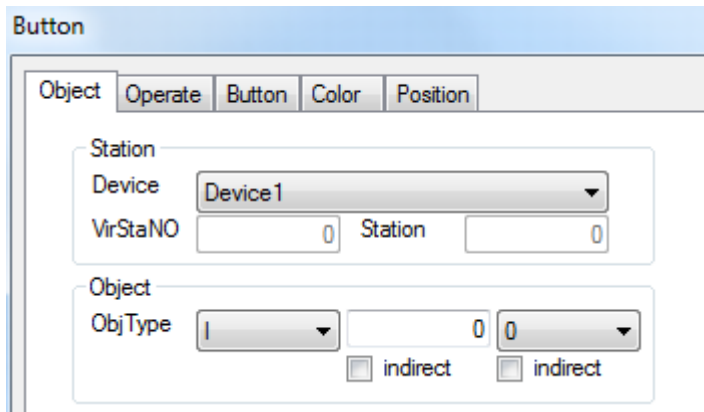 Button
Object Operate Button Color Position
Station
Device Device1
VirStaNO 0 Station 0
Object
ObjType I 0 0
indirect indirect